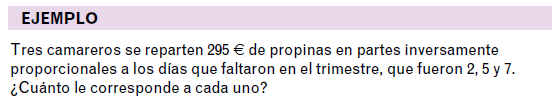 EJEMPLO
Tres camareros se reparten 295 € de propinas en partes inversamente
proporcionales a los días que faltaron en el trimestre, que fueron 2, 5 y 7.
¿Cuánto le corresponde a cada uno?